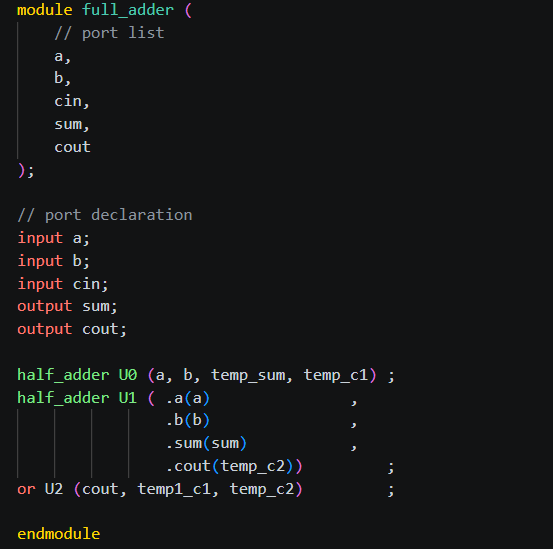 module full_adder (
// port list
a,
b,
cin,
sum,
cout
);
// port declaration
input a;
input b;
input cin;
output sum;
output cout;
half_adder U0 (a, b, temp_sum, temp_c1) ;
half_adder U1 ( .a(a) ,
.b(b) ,
.sum(sum) ,
.cout(temp_c2)) ;
or U2 (cout, temp1_c1, temp_c2) ;
endmodule